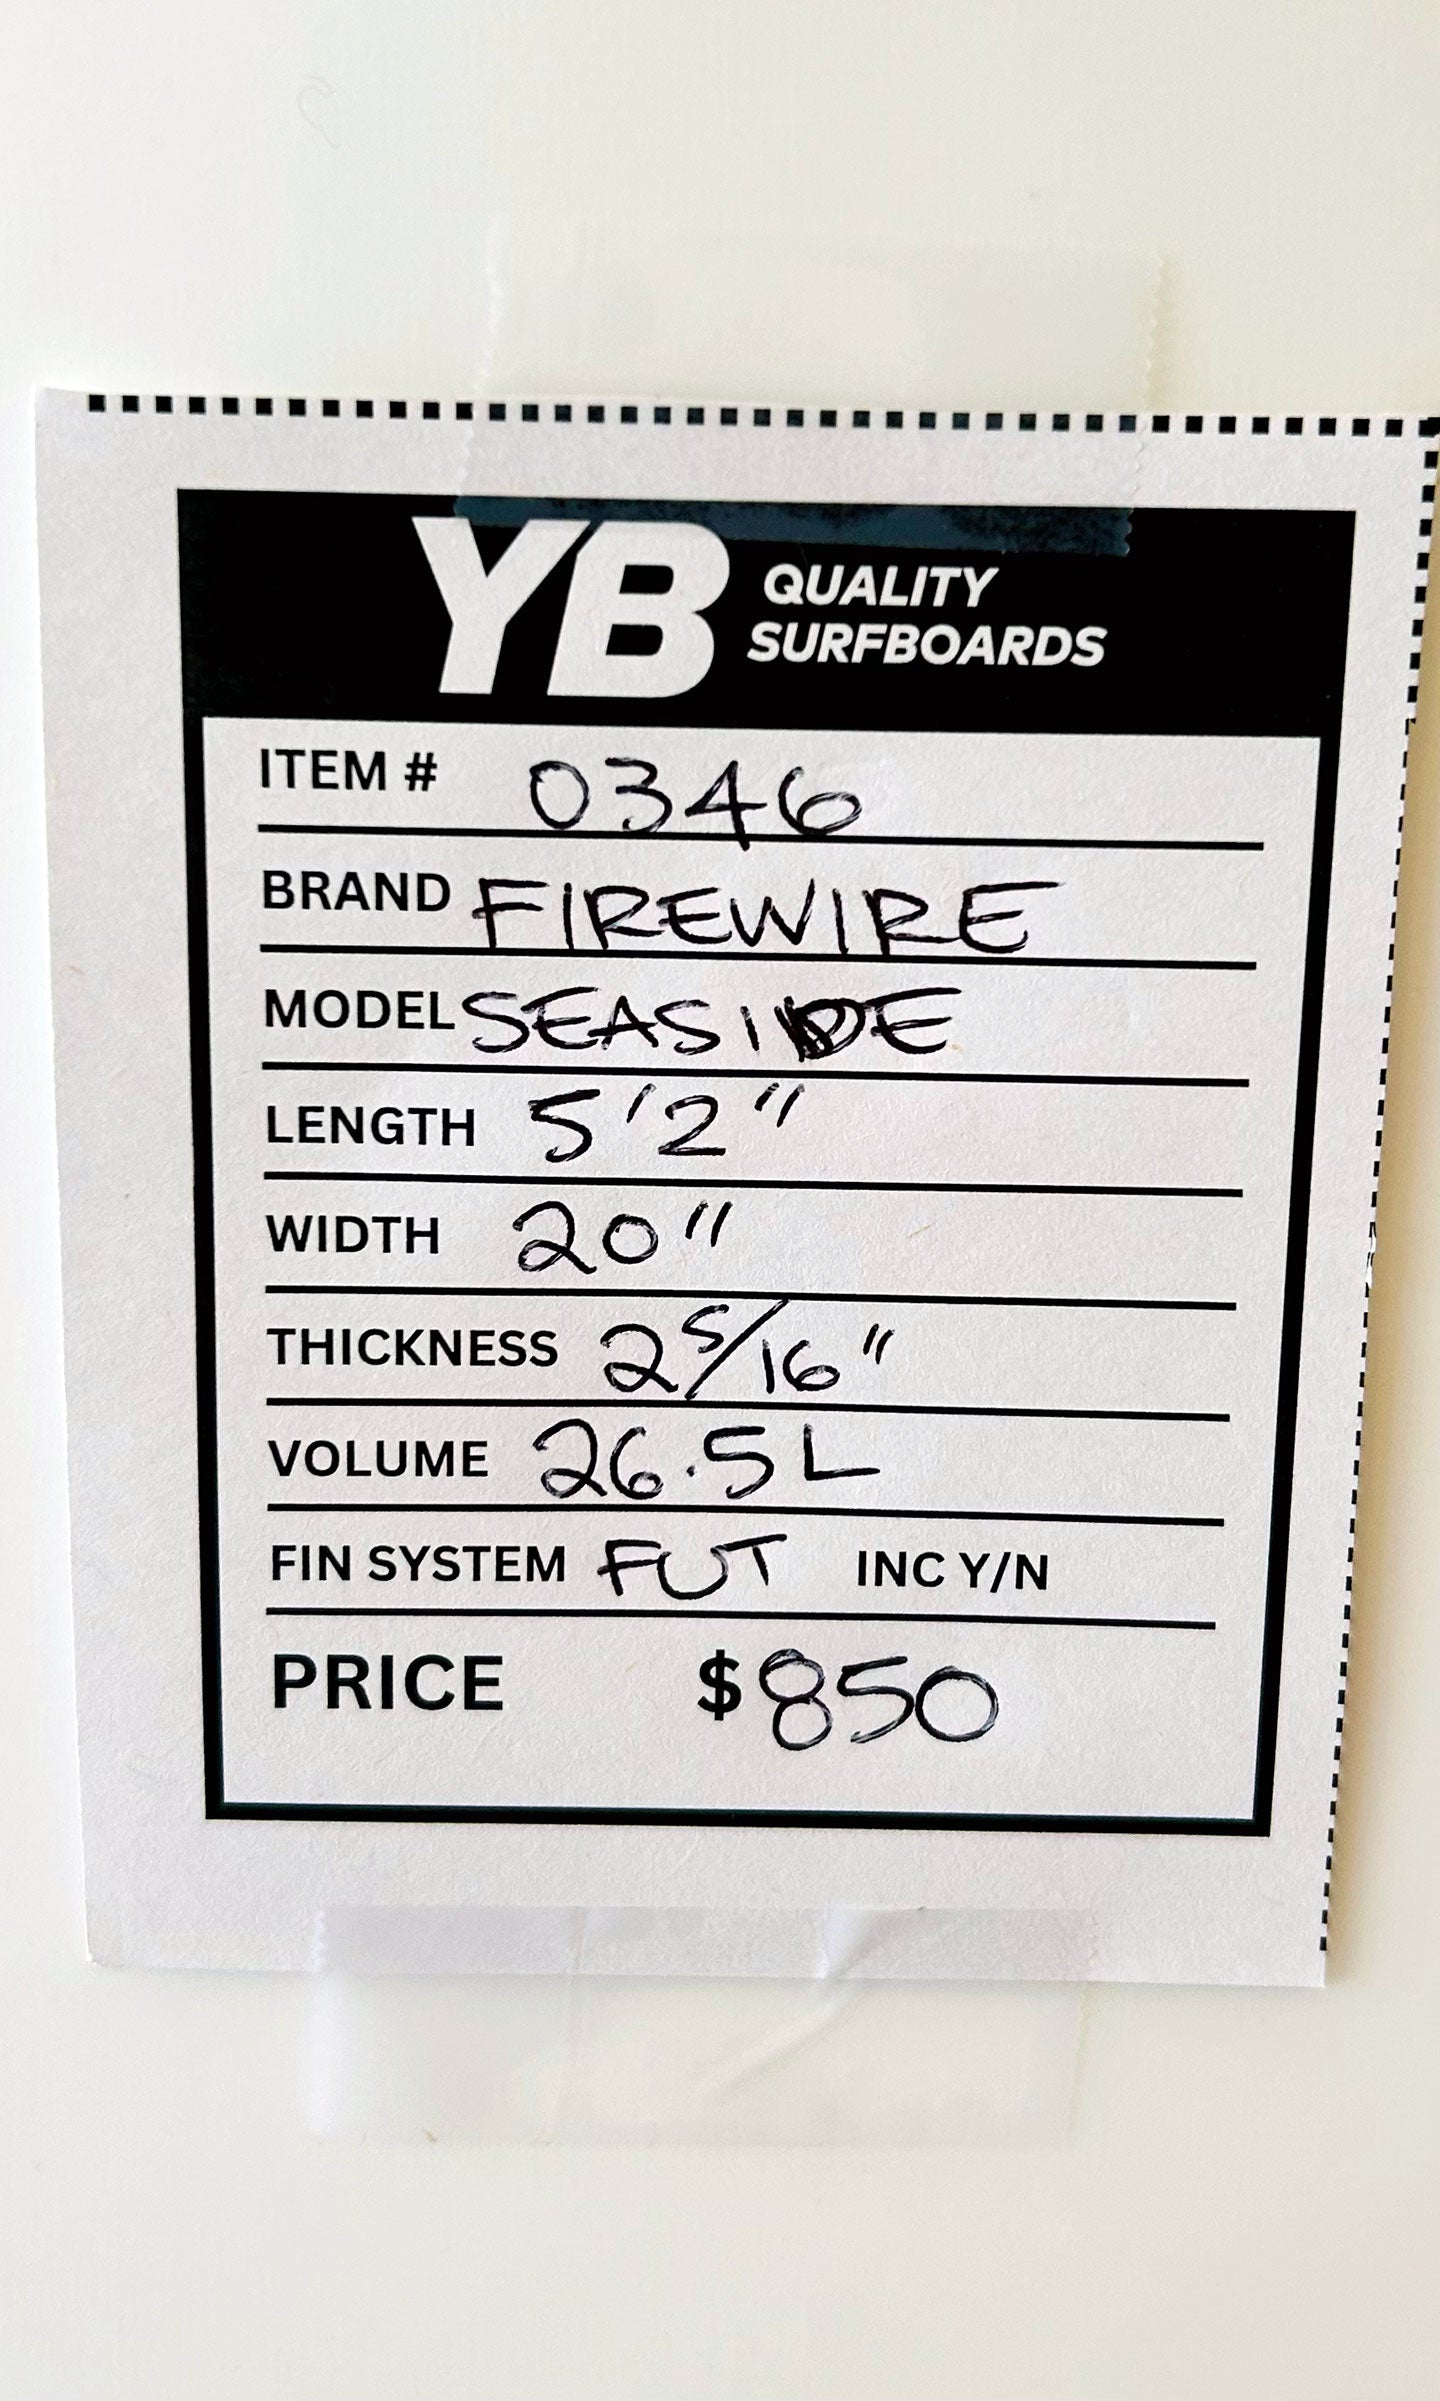 YB QUALITY
SURFBOARDS
ITEM # 0346
BRAND FIREWIRE
MODEL SEASIDE
LENGTH 5'2"
WIDTH 20"
THICKNESS 2 5/16"
VOLUME 26.5L
FIN SYSTEM FUT INC Y/N
PRICE $850